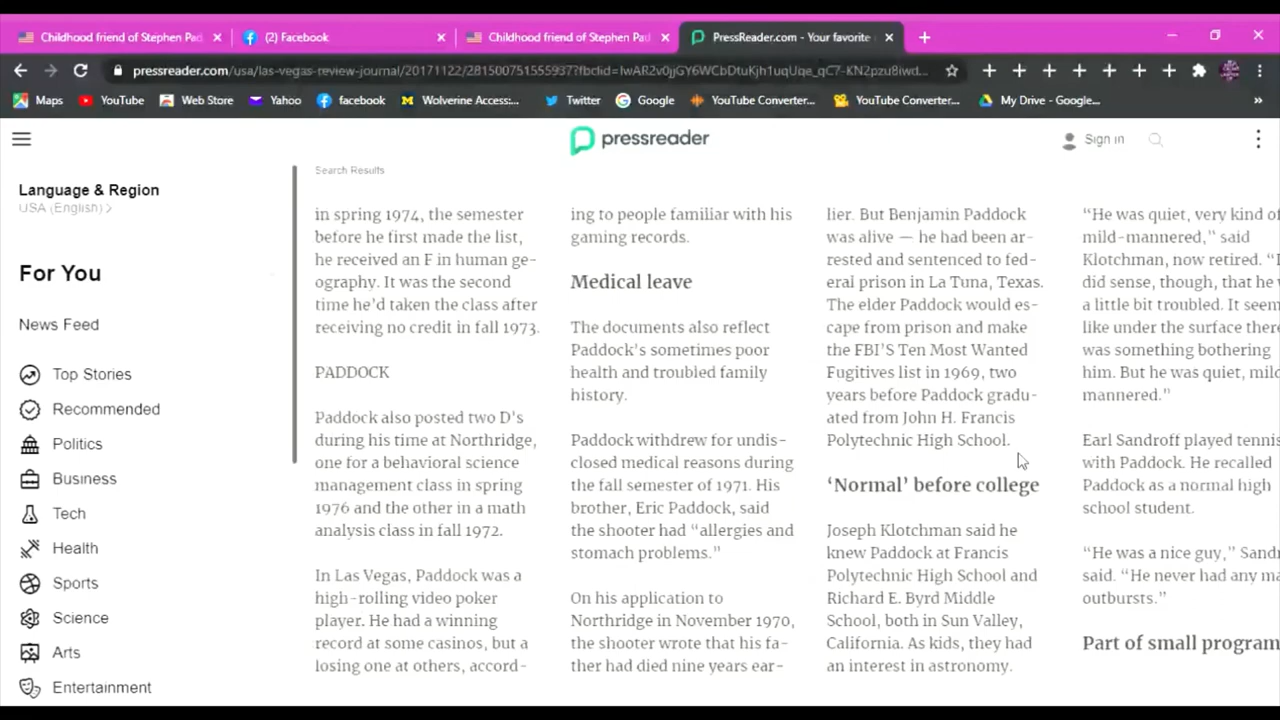 Childhood friend of Stephen Pad
(2) Facebook
Childhood friend of Stephen Pad
PressReader.com - Your favorite
pressreader.com/usa/las-vegas-review-journal/20171122/281500751555937?fbclid=IwAR2v0jjGY6WCbDtuKjh1uqUqe_qC7-KN2pzu8iwd...
Maps
YouTube
Web Store
Yahoo
facebook
Wolverine Access:...
Twitter
Google
YouTube Converter...
YouTube Converter...
My Drive - Google...
pressreader
Sign in
Language & Region
USA (English)
For You
News Feed
Top Stories
Recommended
Politics
Business
Tech
Health
Sports
Science
Arts
Entertainment
Search Results
in spring 1974, the semester
before he first made the list,
he received an F in human ge-
ography. It was the second
time he’d taken the class after
receiving no credit in fall 1973.
PADDOCK
Paddock also posted two D's
during his time at Northridge,
one for a behavioral science
management class in spring
1976 and the other in a math
analysis class in fall 1972.
In Las Vegas, Paddock was a
high-rolling video poker
player. He had a winning
record at some casinos, but a
losing one at others, accord-
ing to people familiar with his
gaming records.
Medical leave
The documents also reflect
Paddock’s sometimes poor
health and troubled family
history.
Paddock withdrew for undis-
closed medical reasons during
the fall semester of 1971. His
brother, Eric Paddock, said
the shooter had “allergies and
stomach problems.”
On his application to
Northridge in November 1970,
the shooter wrote that his fa-
ther had died nine years ear-
lier. But Benjamin Paddock
was alive — he had been ar-
rested and sentenced to fed-
eral prison in La Tuna, Texas.
The elder Paddock would es-
cape from prison and make
the FBI’S Ten Most Wanted
Fugitives list in 1969, two
years before Paddock gradu-
ated from John H. Francis
Polytechnic High School.
‘Normal’ before college
Joseph Klotchman said he
knew Paddock at Francis
Polytechnic High School and
Richard E. Byrd Middle
School, both in Sun Valley,
California. As kids, they had
an interest in astronomy.
“He was quiet, very kind of
mild-mannered,” said
Klotchman, now retired. “I
did sense, though, that he w
a little bit troubled. It seem
like under the surface there
was something bothering
him. But he was quiet, mild
mannered.”
Earl Sandroff played tennis
with Paddock. He recalled
Paddock as a normal high
school student.
“He was a nice guy,” Sand
said. “He never had any ma
outbursts.”
Part of small program